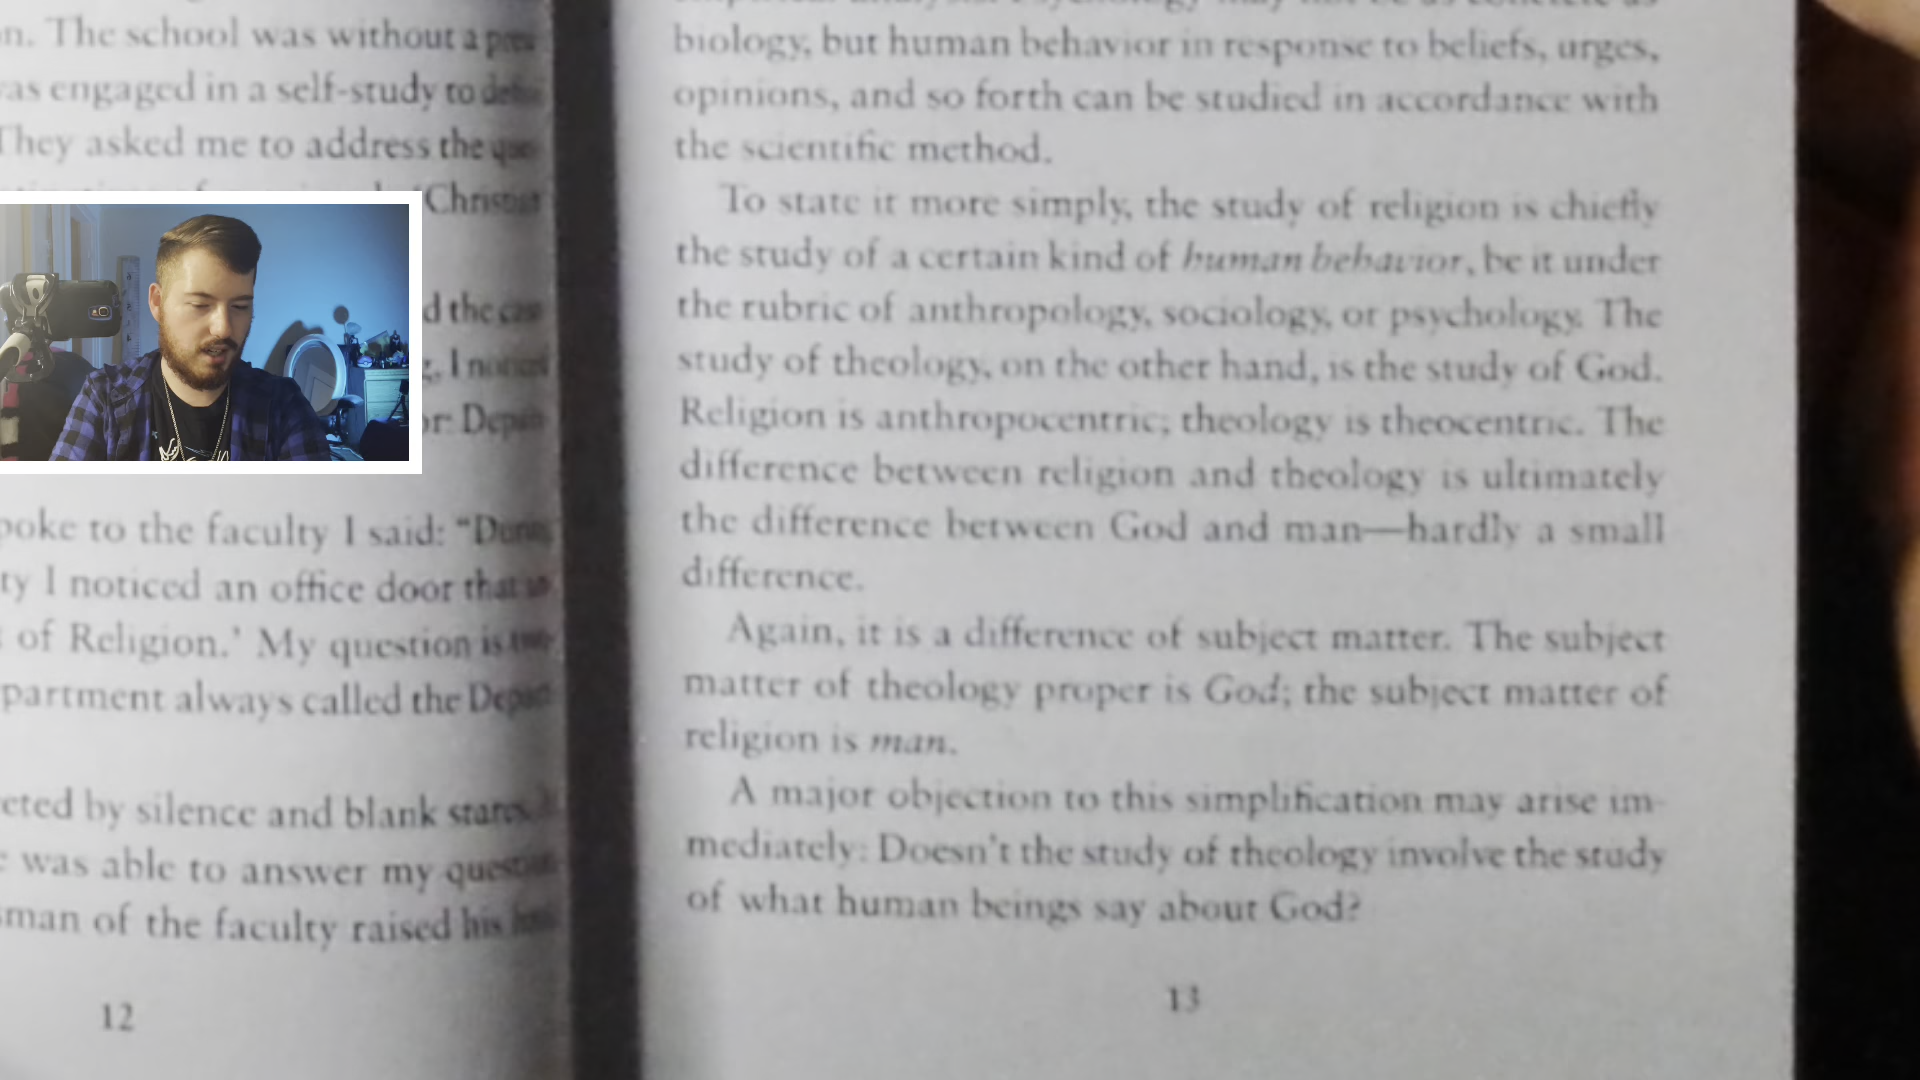 n. The school was without a
as engaged in a self-study to
They asked me to address the
"Christian
d the case
g, I noticed
or: Depart-
poke to the faculty I said: "During
ty I noticed an office door that
of Religion.' My question is two-
partment always called the Depart-
eted by silence and blank stares.
was able to answer my question.
man of the faculty raised his
12
biology, but human behavior in response to beliefs, urges,
opinions, and so forth can be studied in accordance with
the scientific method.
To state it more simply, the study of religion is chiefly
the study of a certain kind of human behavior, be it under
the rubric of anthropology, sociology, or psychology. The
study of theology, on the other hand, is the study of God.
Religion is anthropocentric; theology is theocentric. The
difference between religion and theology is ultimately
the difference between God and man—hardly a small
difference.
Again, it is a difference of subject matter. The subject
matter of theology proper is God; the subject matter of
religion is man.
A major objection to this simplification may arise im-
mediately: Doesn't the study of theology involve the study
of what human beings say about God?
13